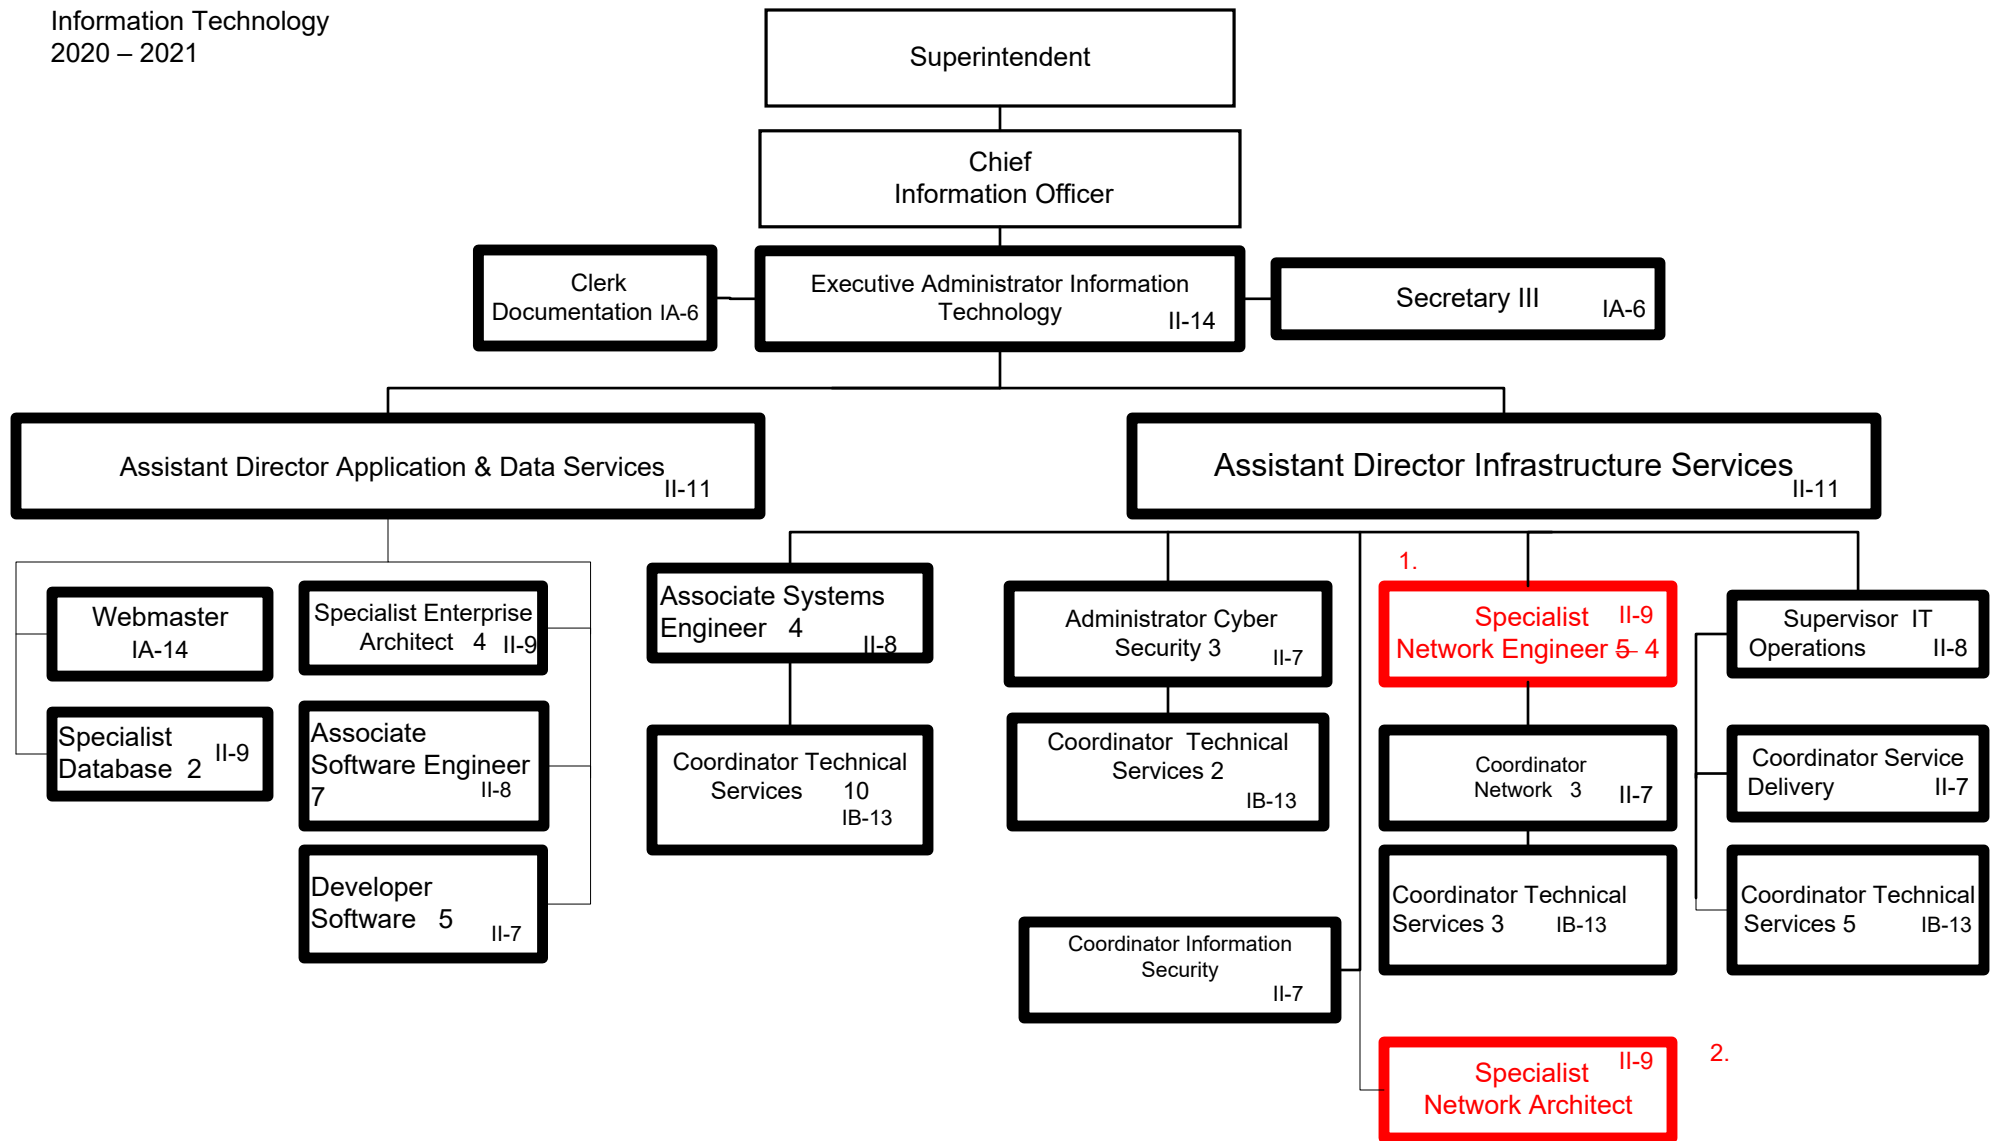 Information Technology
2020 – 2021
Superintendent
Chief
Information Officer
Clerk
Documentation IA-6
Executive Administrator Information
Technology
II-14
Secretary III
IA-6
Assistant Director Application & Data Services
II-11
Assistant Director Infrastructure Services
II-11
Webmaster
IA-14
Specialist Enterprise
Architect 4 II-9
Specialist
Database 2 II-9
Associate
Software Engineer
7 II-8
Developer
Software 5
II-7
Associate Systems
Engineer 4
II-8
Coordinator Technical
Services 10
IB-13
Administrator Cyber
Security 3
II-7
Coordinator Technical
Services 2
IB-13
Coordinator Information
Security
II-7
1.
Specialist II-9
Network Engineer 5 4
Coordinator
Network 3 II-7
Coordinator Technical
Services 3 IB-13
Supervisor IT
Operations II-8
Coordinator Service
Delivery II-7
Coordinator Technical
Services 5 IB-13
2.
II-9
Specialist
Network Architect